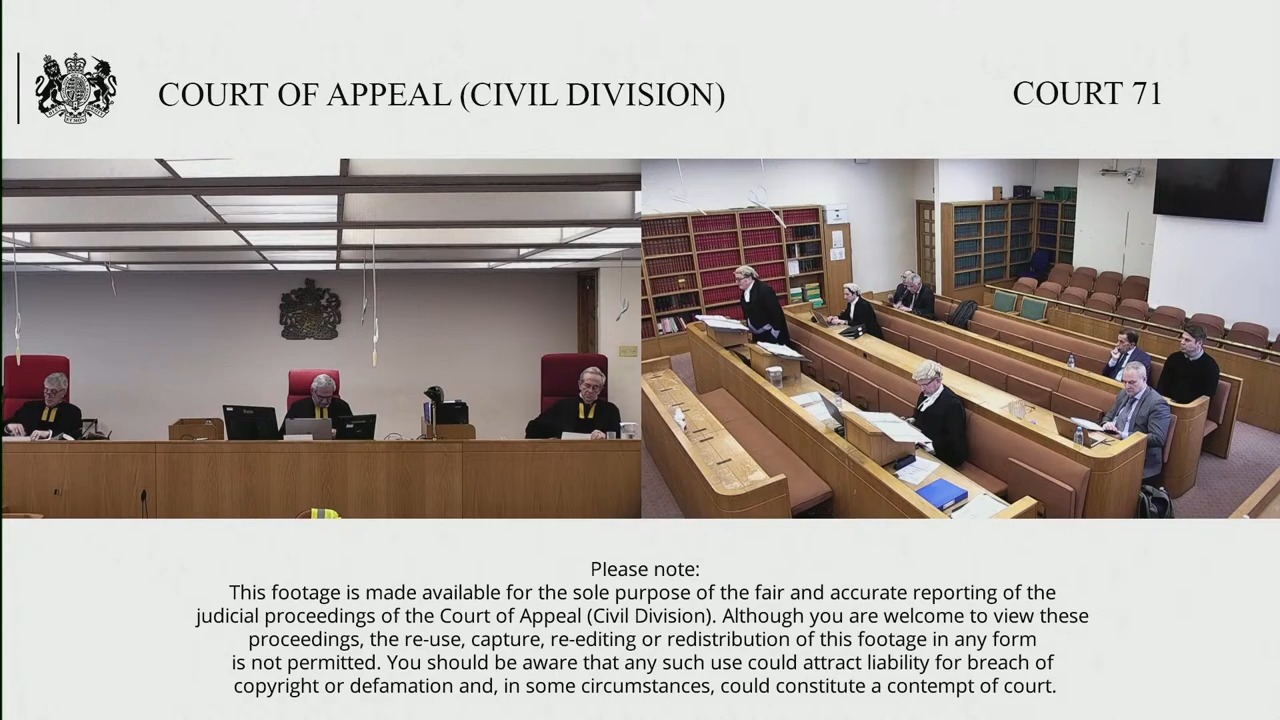 COURT OF APPEAL (CIVIL DIVISION)
COURT 71
Please note:
This footage is made available for the sole purpose of the fair and accurate reporting of the
judicial proceedings of the Court of Appeal (Civil Division). Although you are welcome to view these
proceedings, the re-use, capture, re-editing or redistribution of this footage in any form
is not permitted. You should be aware that any such use could attract liability for breach of
copyright or defamation and, in some circumstances, could constitute a contempt of court.